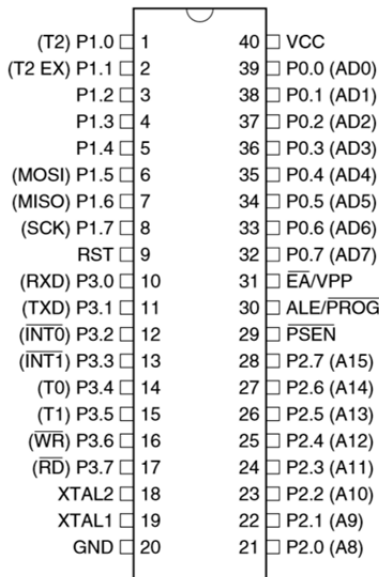 (T2) P1.0 1 40 VCC
(T2 EX) P1.1 2 39 P0.0 (AD0)
P1.2 3 38 P0.1 (AD1)
P1.3 4 37 P0.2 (AD2)
P1.4 5 36 P0.3 (AD3)
(MOSI) P1.5 6 35 P0.4 (AD4)
(MISO) P1.6 7 34 P0.5 (AD5)
(SCK) P1.7 8 33 P0.6 (AD6)
RST 9 32 P0.7 (AD7)
(RXD) P3.0 10 31 E̅A̅/VPP
(TXD) P3.1 11 30 ALE/P̅R̅O̅G̅
(I̅N̅T̅0̅) P3.2 12 29 P̅S̅E̅N̅
(I̅N̅T̅1̅) P3.3 13 28 P2.7 (A15)
(T0) P3.4 14 27 P2.6 (A14)
(T1) P3.5 15 26 P2.5 (A13)
(W̅R̅) P3.6 16 25 P2.4 (A12)
(R̅D̅) P3.7 17 24 P2.3 (A11)
XTAL2 18 23 P2.2 (A10)
XTAL1 19 22 P2.1 (A9)
GND 20 21 P2.0 (A8)